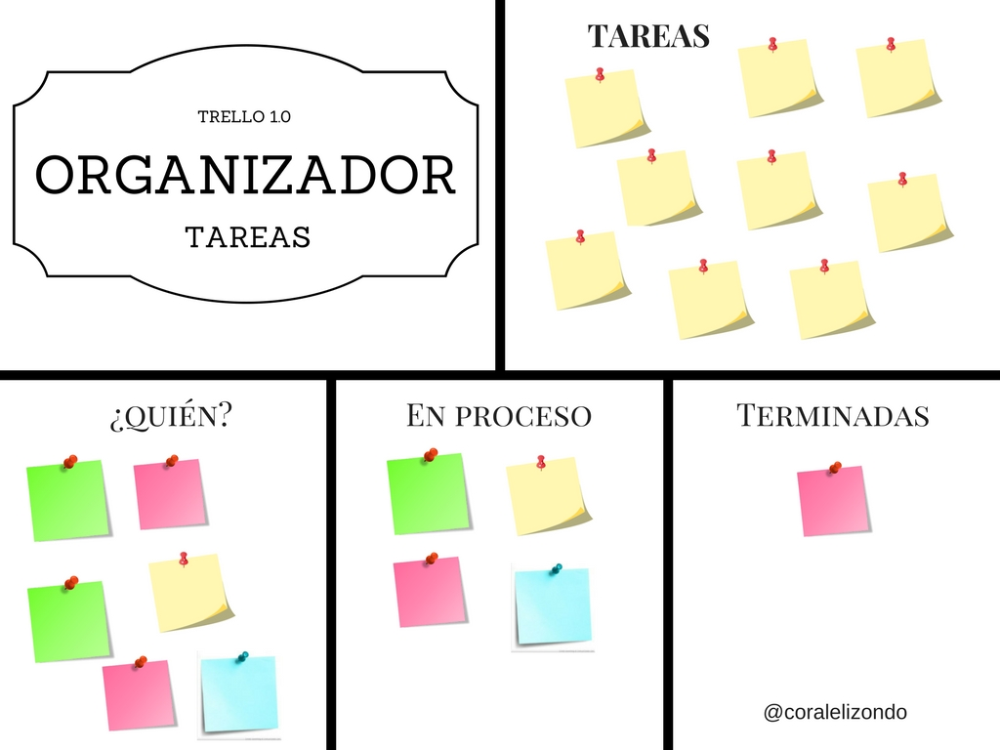 TRELLO 1.0
ORGANIZADOR
TAREAS
TAREAS
¿QUIÉN?
EN PROCESO
TERMINADAS
@coralelizondo